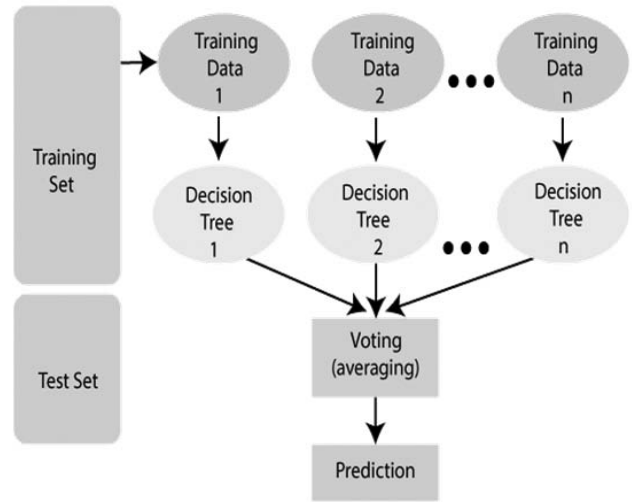 Training
Set
Training
Data
1
Training
Data
2
Training
Data
n
Decision
Tree
1
Decision
Tree
2
Decision
Tree
n
Voting
(averaging)
Test Set
Prediction